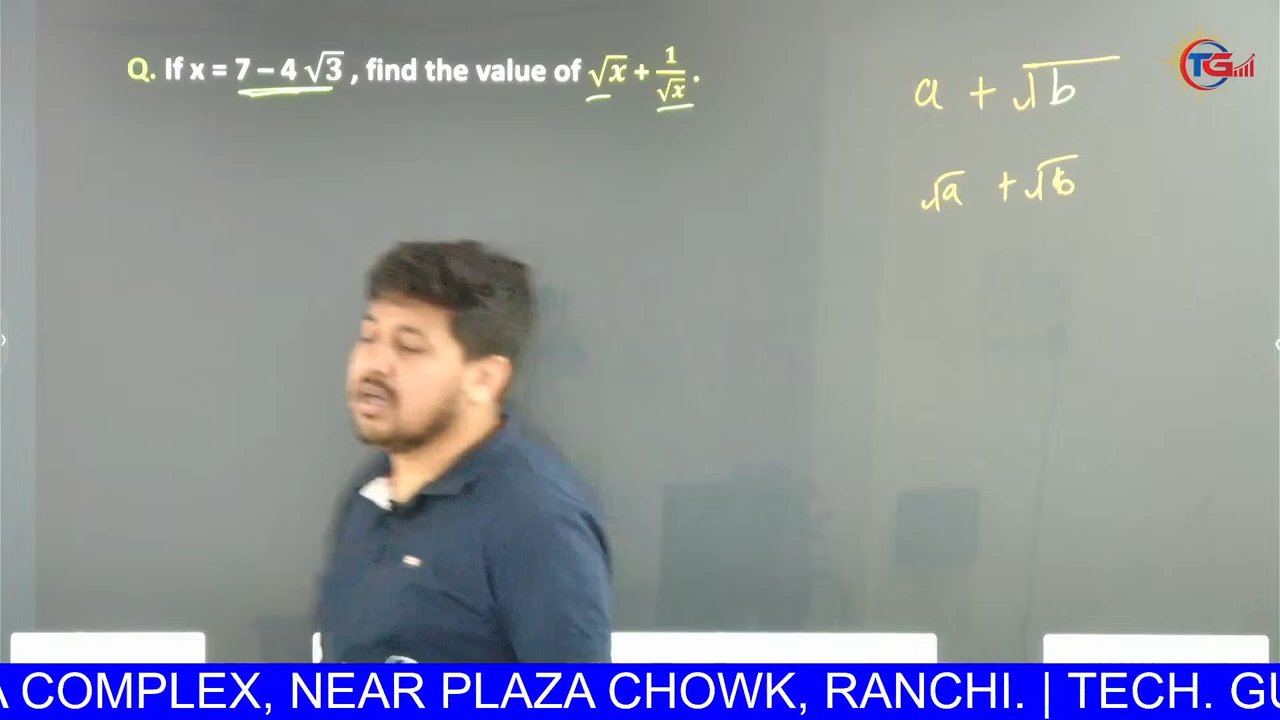 Q. If x = 7 – 4 √3 , find the value of √x + 1/√x .
a + √b
√a + √b
TG
A COMPLEX, NEAR PLAZA CHOWK, RANCHI. | TECH. GU